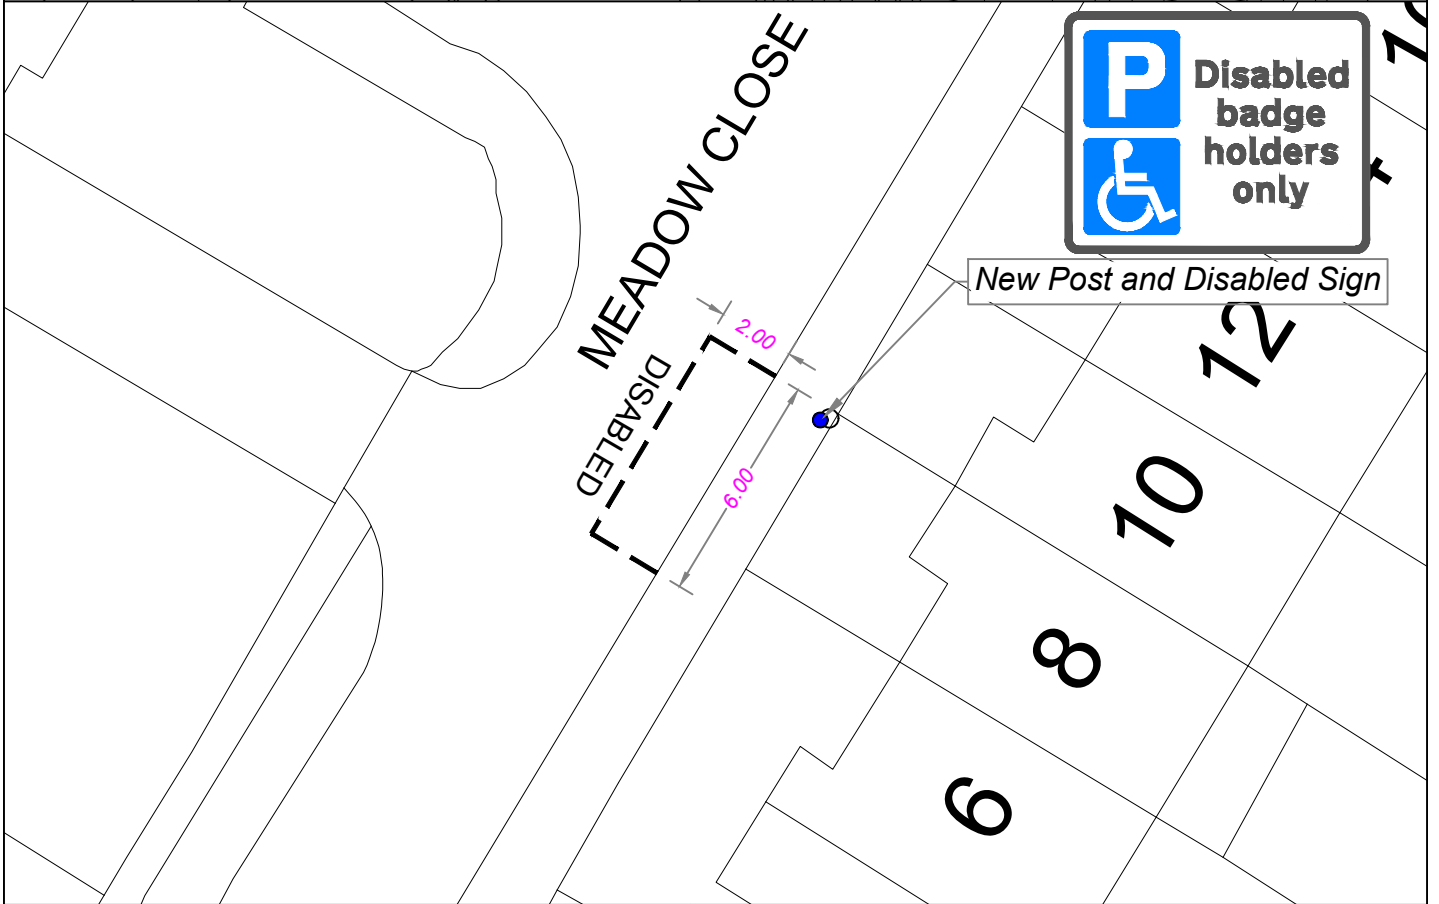 MEADOW CLOSE
P
Disabled
badge
holders
only
New Post and Disabled Sign
2.00
DISABLED
6.00
12
10
8
6